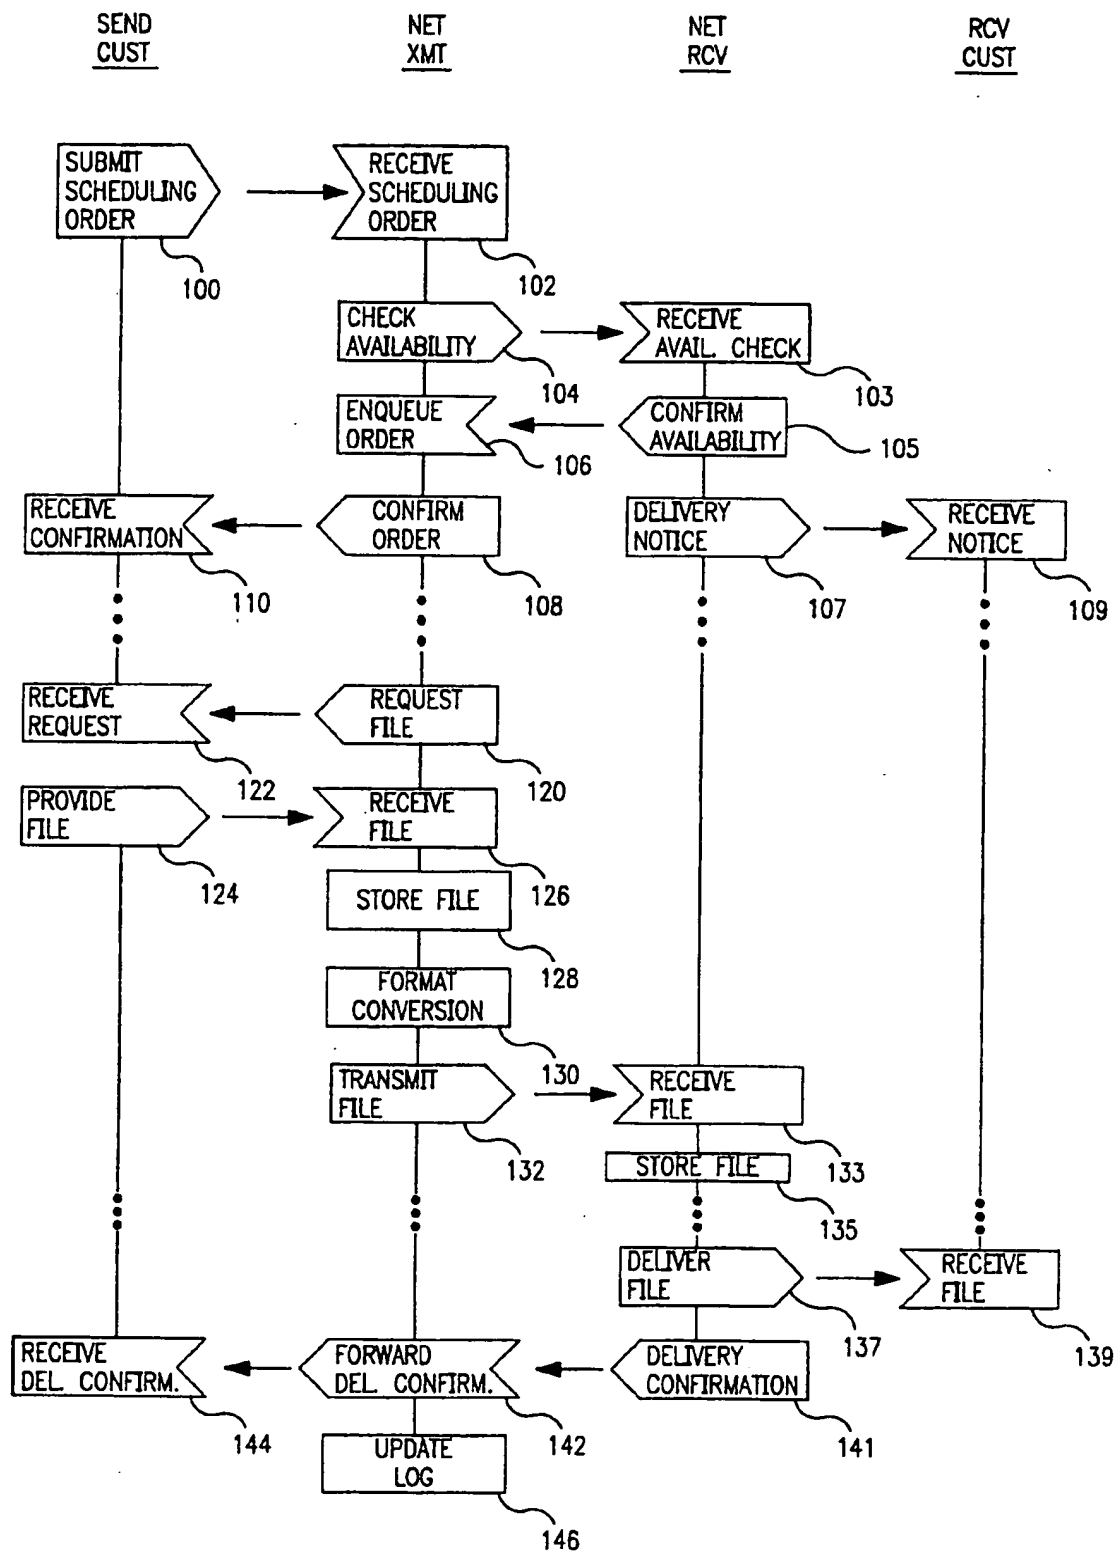 SEND
CUST
NET
XMT
NET
RCV
RCV
CUST
SUBMIT
SCHEDULING
ORDER
100
RECEIVE
SCHEDULING
ORDER
102
CHECK
AVAILABILITY
104
RECEIVE
AVAIL. CHECK
103
ENQUEUE
ORDER
106
CONFIRM
AVAILABILITY
105
RECEIVE
CONFIRMATION
110
CONFIRM
ORDER
108
DELIVERY
NOTICE
107
RECEIVE
NOTICE
109
RECEIVE
REQUEST
122
REQUEST
FILE
120
PROVIDE
FILE
124
RECEIVE
FILE
126
STORE FILE
128
FORMAT
CONVERSION
130
TRANSMIT
FILE
132
RECEIVE
FILE
133
STORE FILE
135
DELIVER
FILE
137
RECEIVE
FILE
139
RECEIVE
DEL. CONFIRM.
144
FORWARD
DEL. CONFIRM.
142
DELIVERY
CONFIRMATION
141
UPDATE
LOG
146